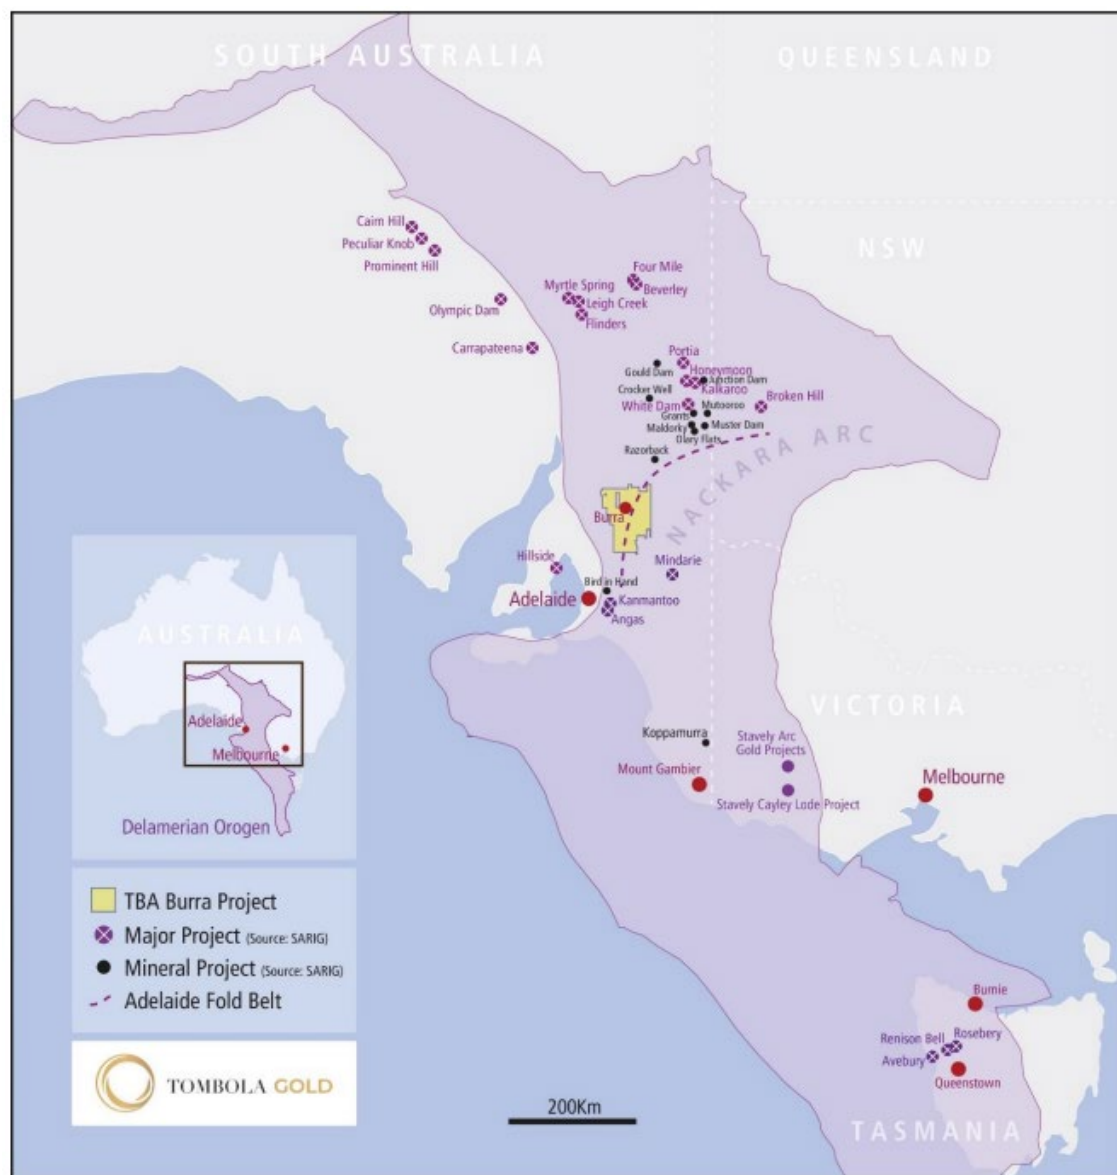 SOUTH AUSTRALIA
QUEENSLAND
NSW
Cairn Hill
Peculiar Knob
Prominent Hill
Olympic Dam
Carrapateena
Myrtle Spring
Leigh Creek
Flinders
Four Mile
Beverley
Portia
Gould Dam
Honeymoon
Junction Dam
Kalkaroo
Crocker Well
White Dam
Broken Hill
Mutooroo
Grants
Maldorky
Muster Dam
Olary Flats
Razorback
NACKARA ARC
Burra
Hillside
Mindarie
Bird in Hand
Adelaide
Kanmantoo
Angas
VICTORIA
Koppamurra
Stavely Arc
Gold Projects
Mount Gambier
Stavely Cayley Lode Project
Melbourne
Burnie
Renison Bell
Rosebery
Avebury
Queenstown
TASMANIA
200Km
AUSTRALIA
Adelaide
Melbourne
Delamerian Orogen
TBA Burra Project
Major Project (Source: SARIG)
Mineral Project (Source: SARIG)
Adelaide Fold Belt
TOMBOLA GOLD